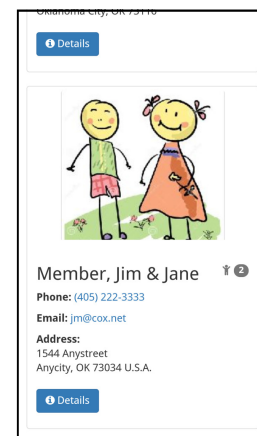 Oklahoma City, OK 73116
Details
Member, Jim & Jane 2
Phone: (405) 222-3333
Email: jm@cox.net
Address:
1544 Anystreet
Anycity, OK 73034 U.S.A.
Details